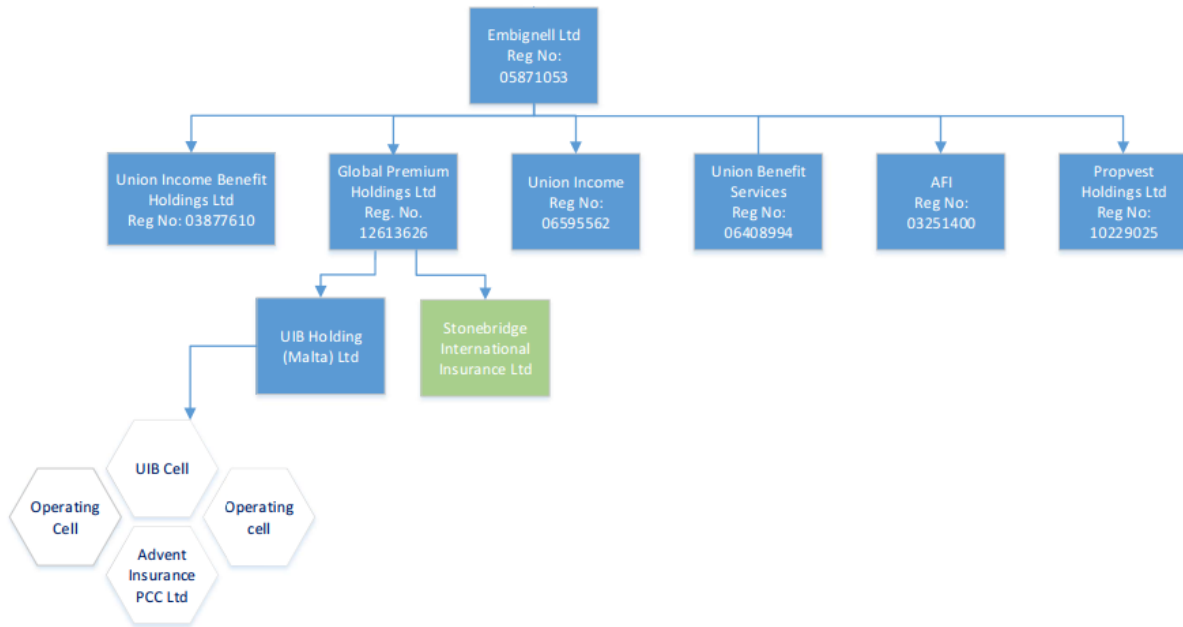 Embignell Ltd
Reg No:
05871053
Union Income Benefit
Holdings Ltd
Reg No: 03877610
Global Premium
Holdings Ltd
Reg. No.
12613626
Union Income
Reg No:
06595562
Union Benefit
Services
Reg No:
06408994
AFI
Reg No:
03251400
Propvest
Holdings Ltd
Reg No:
10229025
UIB Holding
(Malta) Ltd
Stonebridge
International
Insurance Ltd
UIB Cell
Operating
Cell
Operating
cell
Advent
Insurance
PCC Ltd